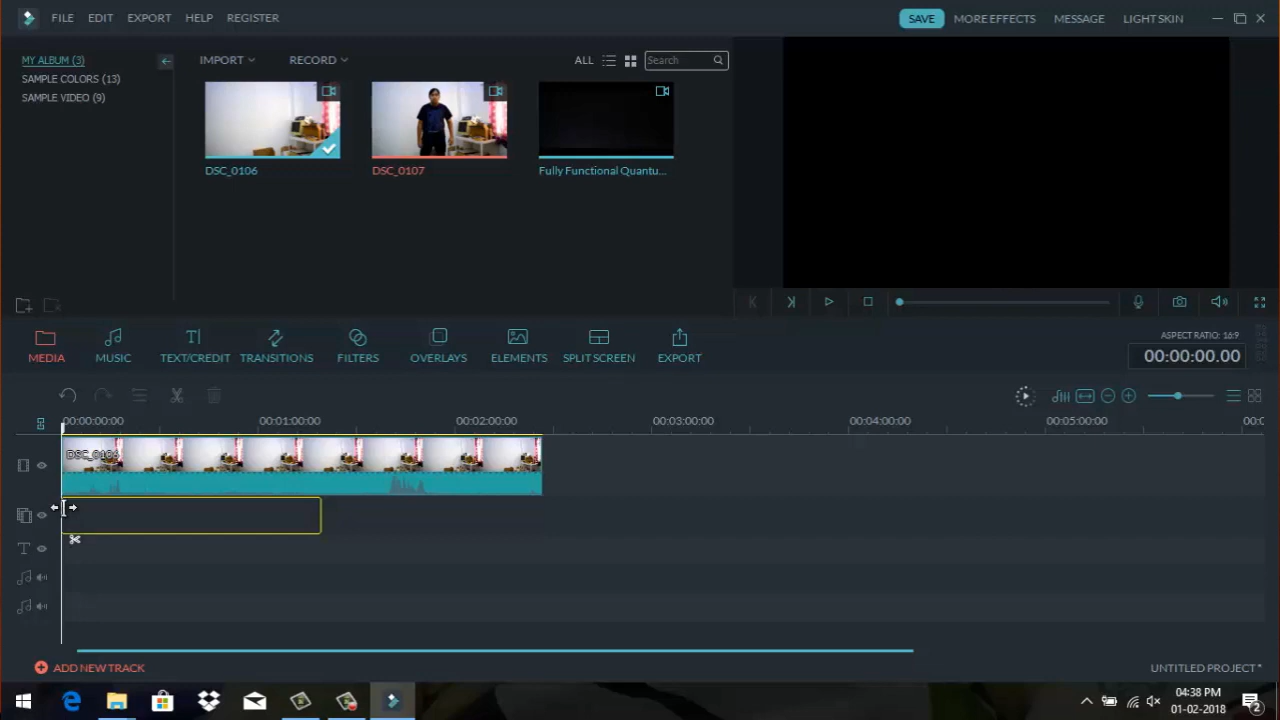 FILE EDIT EXPORT HELP REGISTER SAVE MORE EFFECTS MESSAGE LIGHT SKIN
MY ALBUM (3)
SAMPLE COLORS (13)
SAMPLE VIDEO (9)
IMPORT RECORD ALL Search
DSC_0106 DSC_0107 Fully Functional Quantu...
MEDIA MUSIC TEXT/CREDIT TRANSITIONS FILTERS OVERLAYS ELEMENTS SPLIT SCREEN EXPORT
ASPECT RATIO: 16:9
00:00:00.00
00:00:00:00 00:01:00:00 00:02:00:00 00:03:00:00 00:04:00:00 00:05:00:00 00:0
DSC_0106
ADD NEW TRACK UNTITLED PROJECT *
04:38 PM
01-02-2018
2